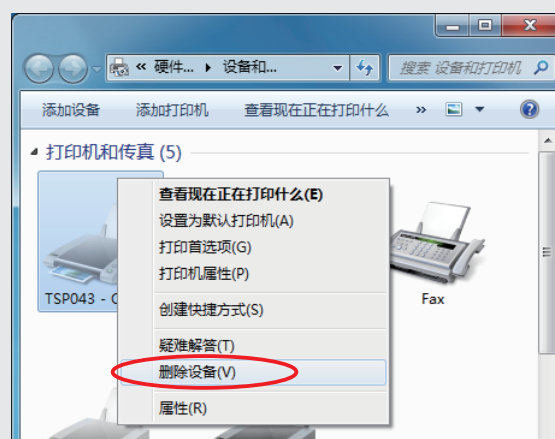 « 硬件... ▸ 设备和...
搜索 设备和打印机
添加设备 添加打印机 查看现在正在打印什么 »
打印机和传真 (5)
查看现在正在打印什么(E)
设置为默认打印机(A)
打印首选项(G)
打印机属性(P)
创建快捷方式(S)
疑难解答(T)
删除设备(V)
属性(R)
TSP043 - C
Fax